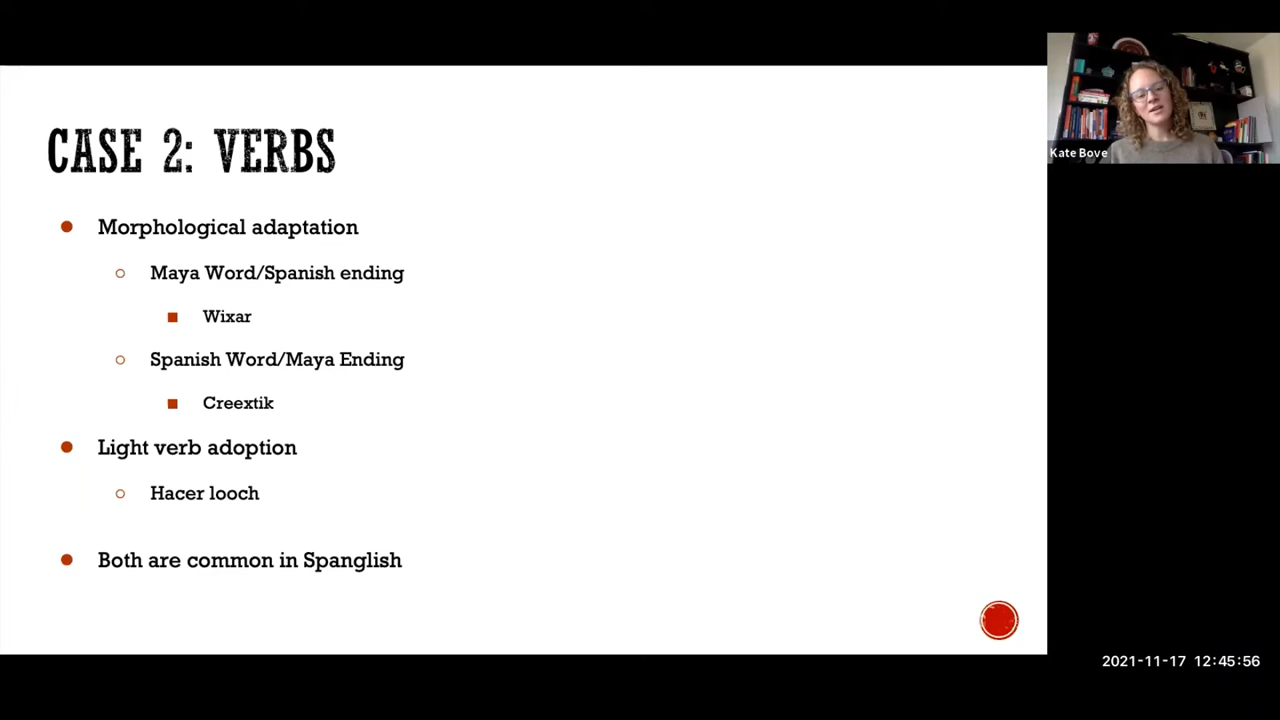 CASE 2: VERBS
Morphological adaptation
Maya Word/Spanish ending
Wixar
Spanish Word/Maya Ending
Creextik
Light verb adoption
Hacer looch
Both are common in Spanglish
Kate Bove
2021-11-17 12:45:56